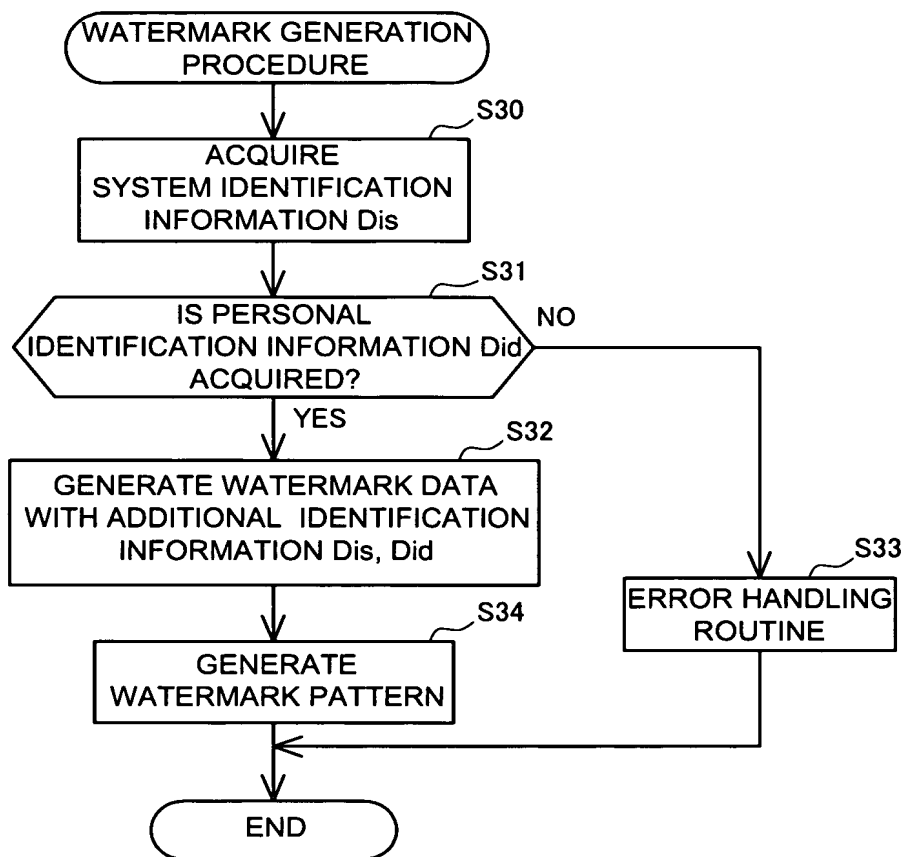 WATERMARK GENERATION
PROCEDURE
S30
ACQUIRE
SYSTEM IDENTIFICATION
INFORMATION Dis
S31
IS PERSONAL
IDENTIFICATION INFORMATION Did
ACQUIRED?
NO
YES
S32
GENERATE WATERMARK DATA
WITH ADDITIONAL IDENTIFICATION
INFORMATION Dis, Did
S33
ERROR HANDLING
ROUTINE
S34
GENERATE
WATERMARK PATTERN
END